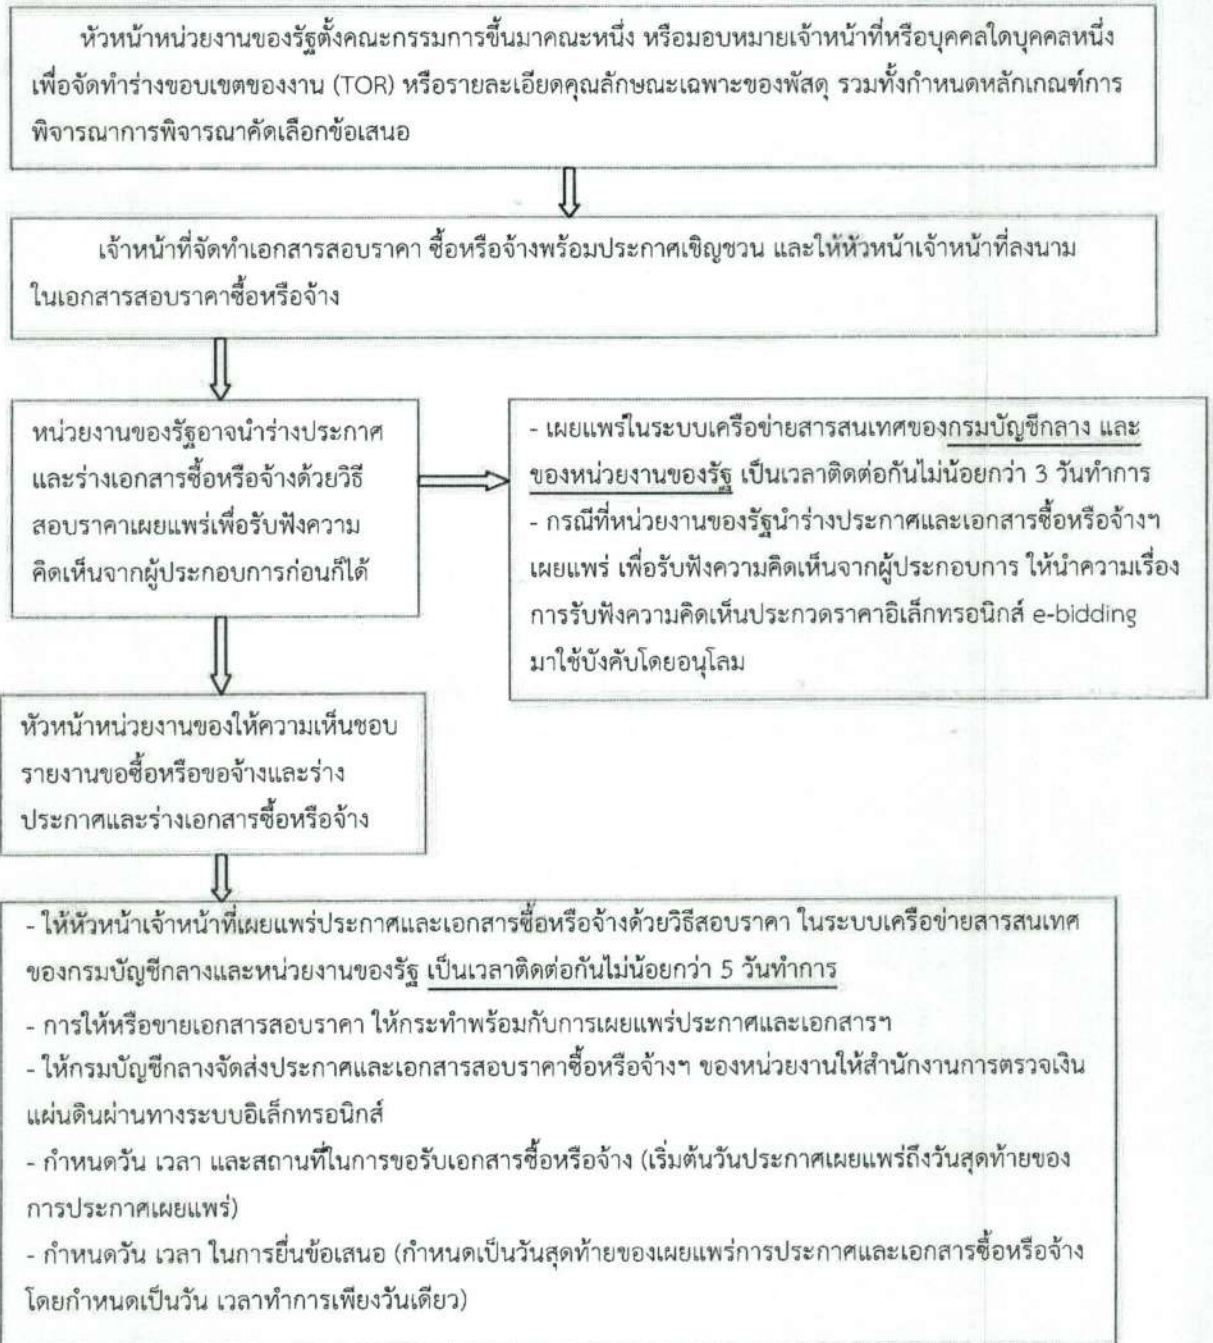 หัวหน้าหน่วยงานของรัฐตั้งคณะกรรมการขึ้นมาคณะหนึ่ง หรือมอบหมายเจ้าหน้าที่หรือบุคคลใดบุคคลหนึ่ง
เพื่อจัดทำร่างขอบเขตของงาน (TOR) หรือรายละเอียดคุณลักษณะเฉพาะของพัสดุ รวมทั้งกำหนดหลักเกณฑ์การ
พิจารณาการพิจารณาคัดเลือกข้อเสนอ
เจ้าหน้าที่จัดทำเอกสารสอบราคา ซื้อหรือจ้างพร้อมประกาศเชิญชวน และให้หัวหน้าเจ้าหน้าที่ลงนาม
ในเอกสารสอบราคาซื้อหรือจ้าง
หน่วยงานของรัฐอาจนำร่างประกาศ
และร่างเอกสารซื้อหรือจ้างด้วยวิธี
สอบราคาเผยแพร่เพื่อรับฟังความ
คิดเห็นจากผู้ประกอบการก่อนก็ได้
- เผยแพร่ในระบบเครือข่ายสารสนเทศของกรมบัญชีกลาง และ
ของหน่วยงานของรัฐ เป็นเวลาติดต่อกันไม่น้อยกว่า 3 วันทำการ
- กรณีที่หน่วยงานของรัฐนำร่างประกาศและเอกสารซื้อหรือจ้างฯ
เผยแพร่ เพื่อรับฟังความคิดเห็นจากผู้ประกอบการ ให้นำความเรื่อง
การรับฟังความคิดเห็นประกวดราคาอิเล็กทรอนิกส์ e-bidding
มาใช้บังคับโดยอนุโลม
หัวหน้าหน่วยงานของให้ความเห็นชอบ
รายงานขอซื้อหรือขอจ้างและร่าง
ประกาศและร่างเอกสารซื้อหรือจ้าง
- ให้หัวหน้าเจ้าหน้าที่เผยแพร่ประกาศและเอกสารซื้อหรือจ้างด้วยวิธีสอบราคา ในระบบเครือข่ายสารสนเทศ
ของกรมบัญชีกลางและหน่วยงานของรัฐ เป็นเวลาติดต่อกันไม่น้อยกว่า 5 วันทำการ
- การให้หรือขายเอกสารสอบราคา ให้กระทำพร้อมกับการเผยแพร่ประกาศและเอกสารฯ
- ให้กรมบัญชีกลางจัดส่งประกาศและเอกสารสอบราคาซื้อหรือจ้างฯ ของหน่วยงานให้สำนักงานการตรวจเงิน
แผ่นดินผ่านทางระบบอิเล็กทรอนิกส์
- กำหนดวัน เวลา และสถานที่ในการขอรับเอกสารซื้อหรือจ้าง (เริ่มต้นวันประกาศเผยแพร่ถึงวันสุดท้ายของ
การประกาศเผยแพร่)
- กำหนดวัน เวลา ในการยื่นข้อเสนอ (กำหนดเป็นวันสุดท้ายของเผยแพร่การประกาศและเอกสารซื้อหรือจ้าง
โดยกำหนดเป็นวัน เวลาทำการเพียงวันเดียว)